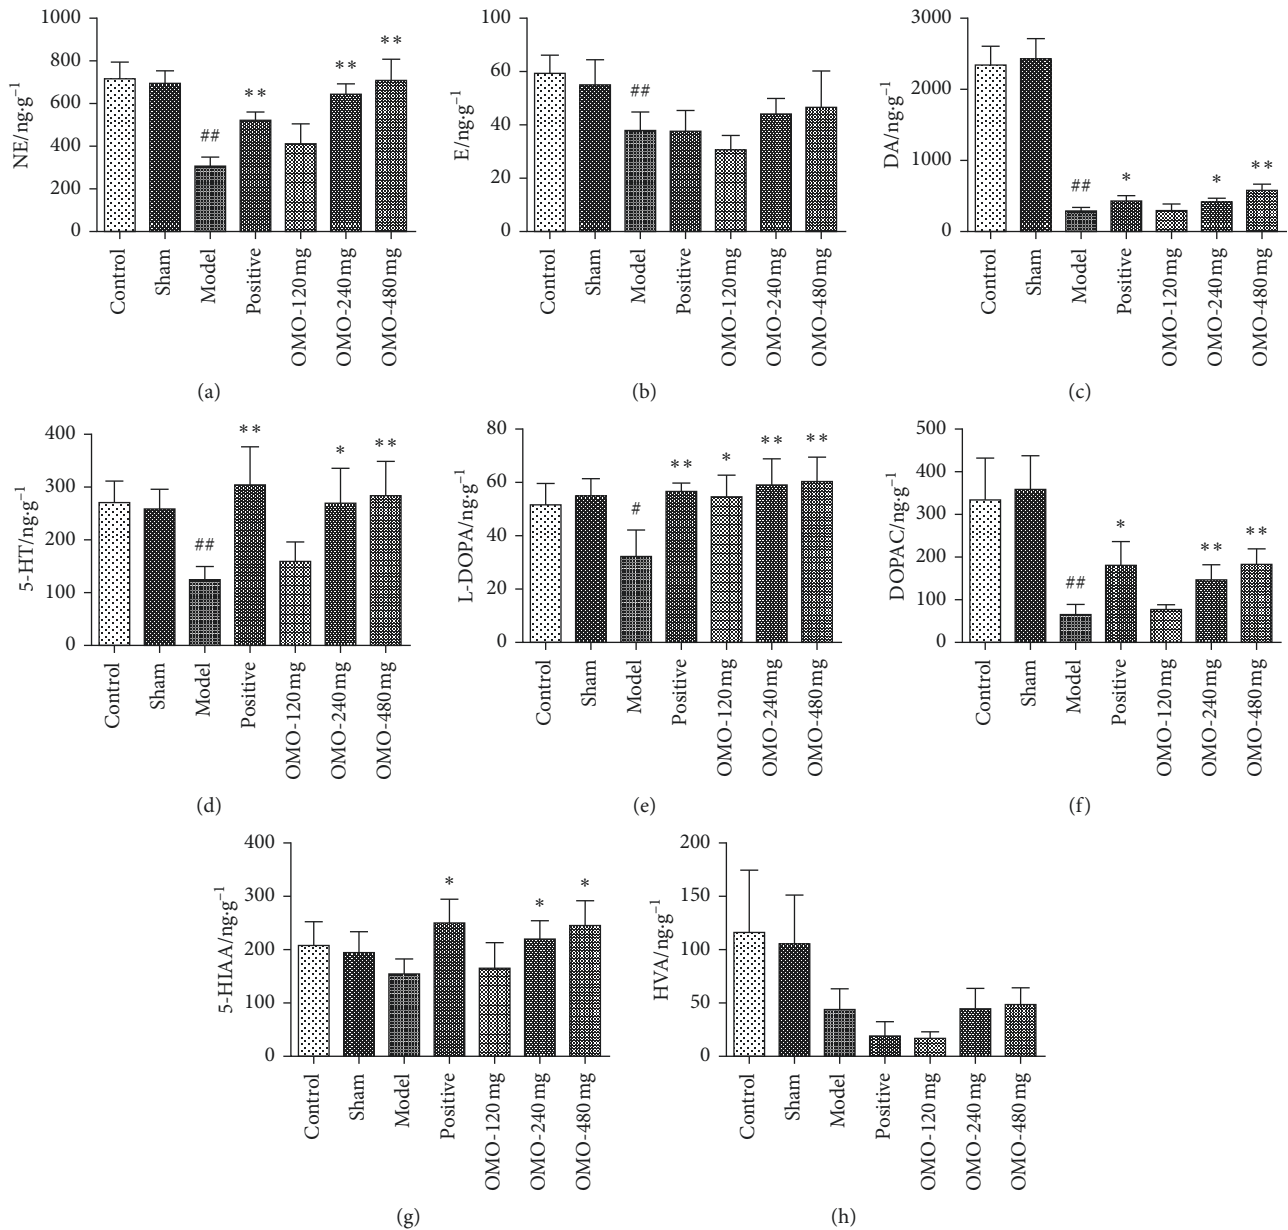 1000
800
600
400
200
0
NE/ng·g⁻¹
##
**
**
**
Control
Sham
Model
Positive
OMO-120 mg
OMO-240 mg
OMO-480 mg
(a)
100
80
60
40
20
0
E/ng·g⁻¹
##
Control
Sham
Model
Positive
OMO-120 mg
OMO-240 mg
OMO-480 mg
(b)
3000
2000
1000
0
DA/ng·g⁻¹
##
*
*
**
Control
Sham
Model
Positive
OMO-120 mg
OMO-240 mg
OMO-480 mg
(c)
400
300
200
100
0
5-HT/ng·g⁻¹
##
**
*
**
Control
Sham
Model
Positive
OMO-120 mg
OMO-240 mg
OMO-480 mg
(d)
80
60
40
20
0
L-DOPA/ng·g⁻¹
#
**
*
**
**
Control
Sham
Model
Positive
OMO-120 mg
OMO-240 mg
OMO-480 mg
(e)
500
400
300
200
100
0
DOPAC/ng·g⁻¹
##
*
**
**
Control
Sham
Model
Positive
OMO-120 mg
OMO-240 mg
OMO-480 mg
(f)
400
300
200
100
0
5-HIAA/ng·g⁻¹
*
*
*
Control
Sham
Model
Positive
OMO-120 mg
OMO-240 mg
OMO-480 mg
(g)
200
150
100
50
0
HVA/ng·g⁻¹
Control
Sham
Model
Positive
OMO-120 mg
OMO-240 mg
OMO-480 mg
(h)